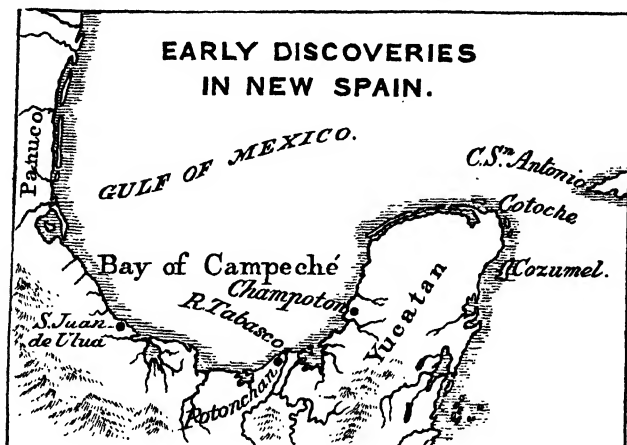 EARLY DISCOVERIES
IN NEW SPAIN.
Panuco
GULF OF MEXICO.
C. Sn. Antonio
Cotoche
Bay of Campeché
Cozumel.
Champoton
R. Tabasco
Yucatan
S. Juan
de Ulua
Potonchan